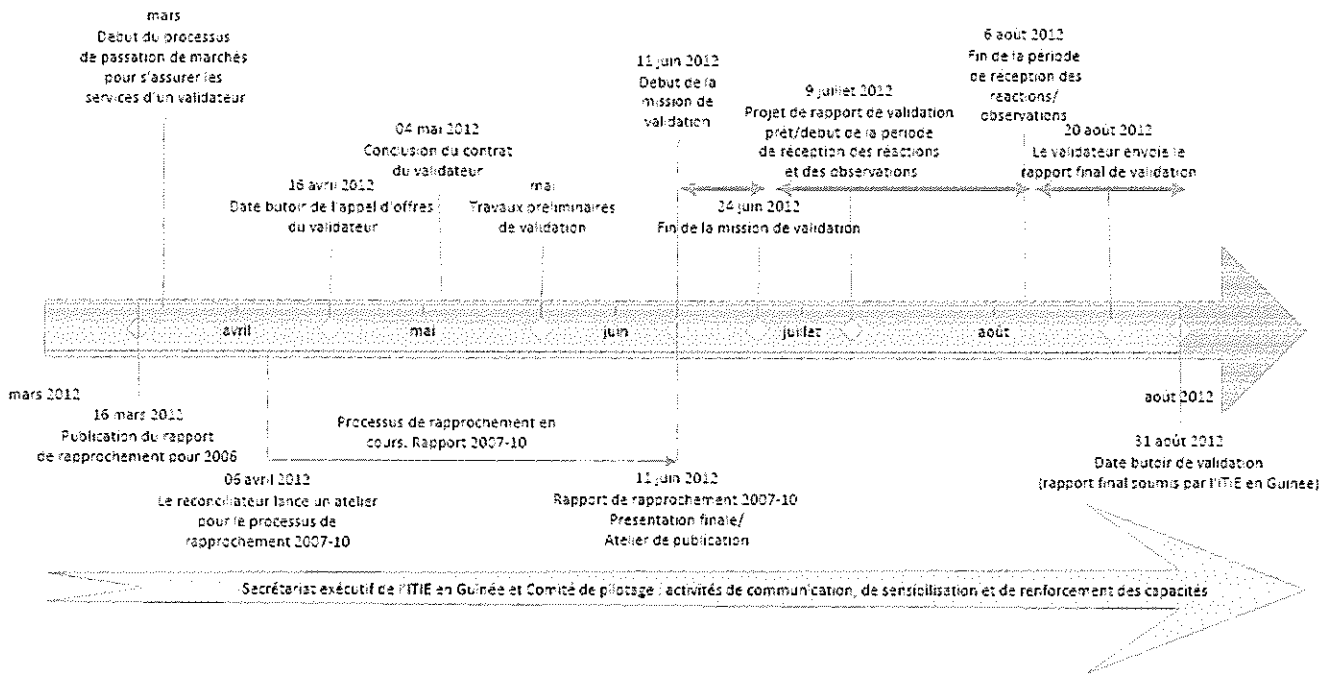 mars
Début du processus
de passation de marchés
pour s'assurer les
services d'un validateur
16 avril 2012
Date butoir de l'appel d'offres
du validateur
04 mai 2012
Conclusion du contrat
du validateur
mai
Travaux préliminaires
de validation
11 juin 2012
Début de la
mission de
validation
24 juin 2012
Fin de la mission de validation
9 juillet 2012
Projet de rapport de validation
prêt/début de la période
de réception des réactions
et des observations
6 août 2012
Fin de la période
de réception des
réactions/
observations
20 août 2012
Le validateur envoie le
rapport final de validation
avril
mai
juin
juillet
août
mars 2012
août 2012
16 mars 2012
Publication du rapport
de rapprochement pour 2006
06 avril 2012
Le réconciliateur lance un atelier
pour le processus de
rapprochement 2007-10
Processus de rapprochement en
cours. Rapport 2007-10
11 juin 2012
Rapport de rapprochement 2007-10
Présentation finale/
Atelier de publication
31 août 2012
Date butoir de validation
(rapport final soumis par l'ITIE en Guinée)
Secrétariat exécutif de l'ITIE en Guinée et Comité de pilotage : activités de communication, de sensibilisation et de renforcement des capacités